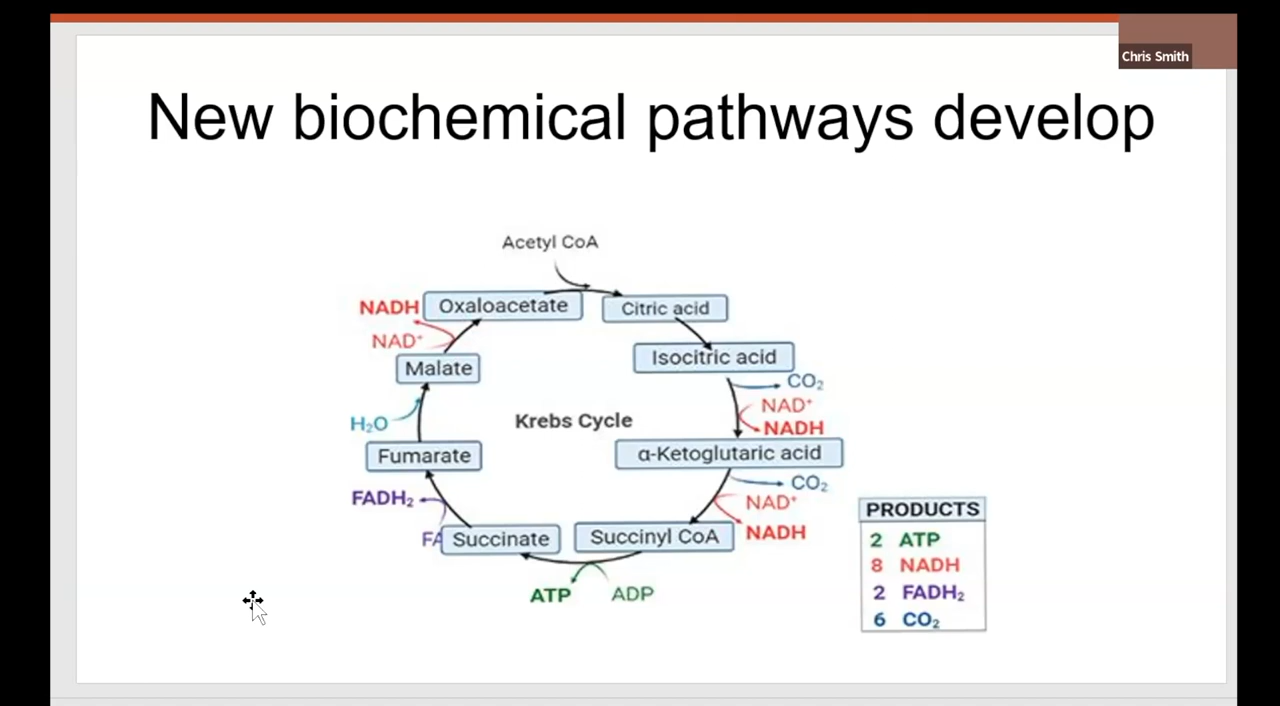 Chris Smith
New biochemical pathways develop
Acetyl CoA
NADH
Oxaloacetate
Citric acid
NAD⁺
Isocitric acid
Malate
CO₂
NAD⁺
H₂O
Krebs Cycle
NADH
Fumarate
α-Ketoglutaric acid
CO₂
FADH₂
NAD⁺
FA
Succinate
Succinyl CoA
NADH
ATP
ADP
PRODUCTS
2 ATP
8 NADH
2 FADH₂
6 CO₂